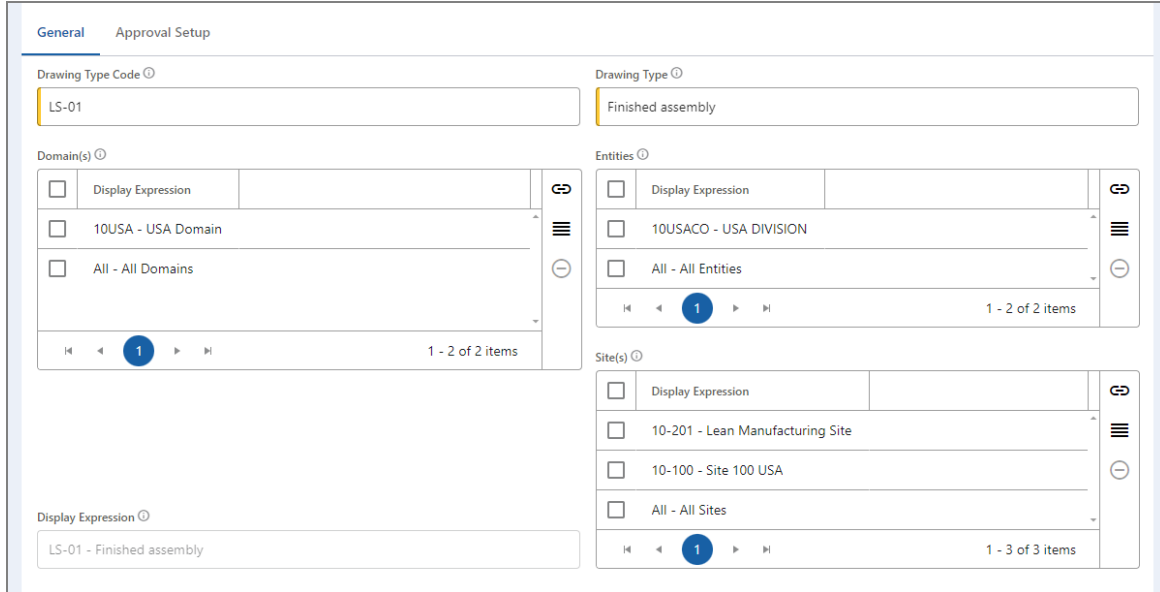 General Approval Setup
Drawing Type Code
LS-01
Drawing Type
Finished assembly
Domain(s)
Display Expression
10USA - USA Domain
All - All Domains
1
1 - 2 of 2 items
Entities
Display Expression
10USACO - USA DIVISION
All - All Entities
1
1 - 2 of 2 items
Site(s)
Display Expression
10-201 - Lean Manufacturing Site
10-100 - Site 100 USA
All - All Sites
1
1 - 3 of 3 items
Display Expression
LS-01 - Finished assembly